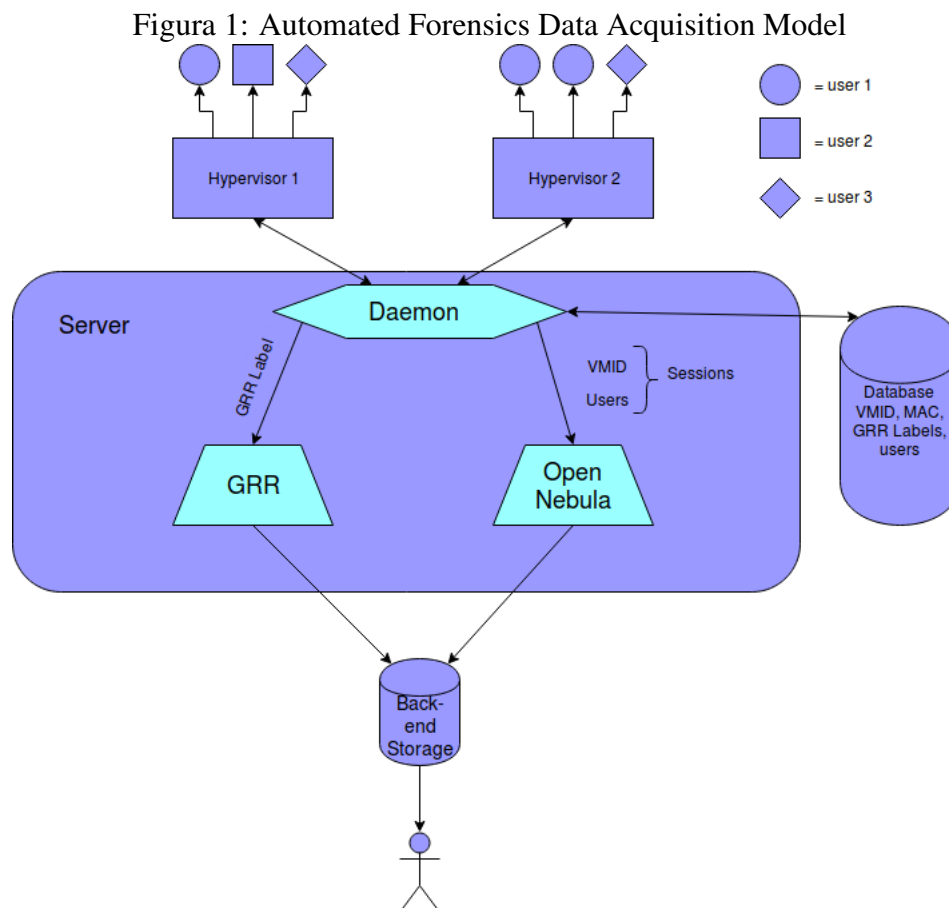 Figura 1: Automated Forensics Data Acquisition Model
= user 1
= user 2
= user 3
Hypervisor 1
Hypervisor 2
Server
Daemon
GRR Label
VMID
Users
Sessions
Database
VMID, MAC,
GRR Labels,
users
GRR
Open
Nebula
Back-
end
Storage